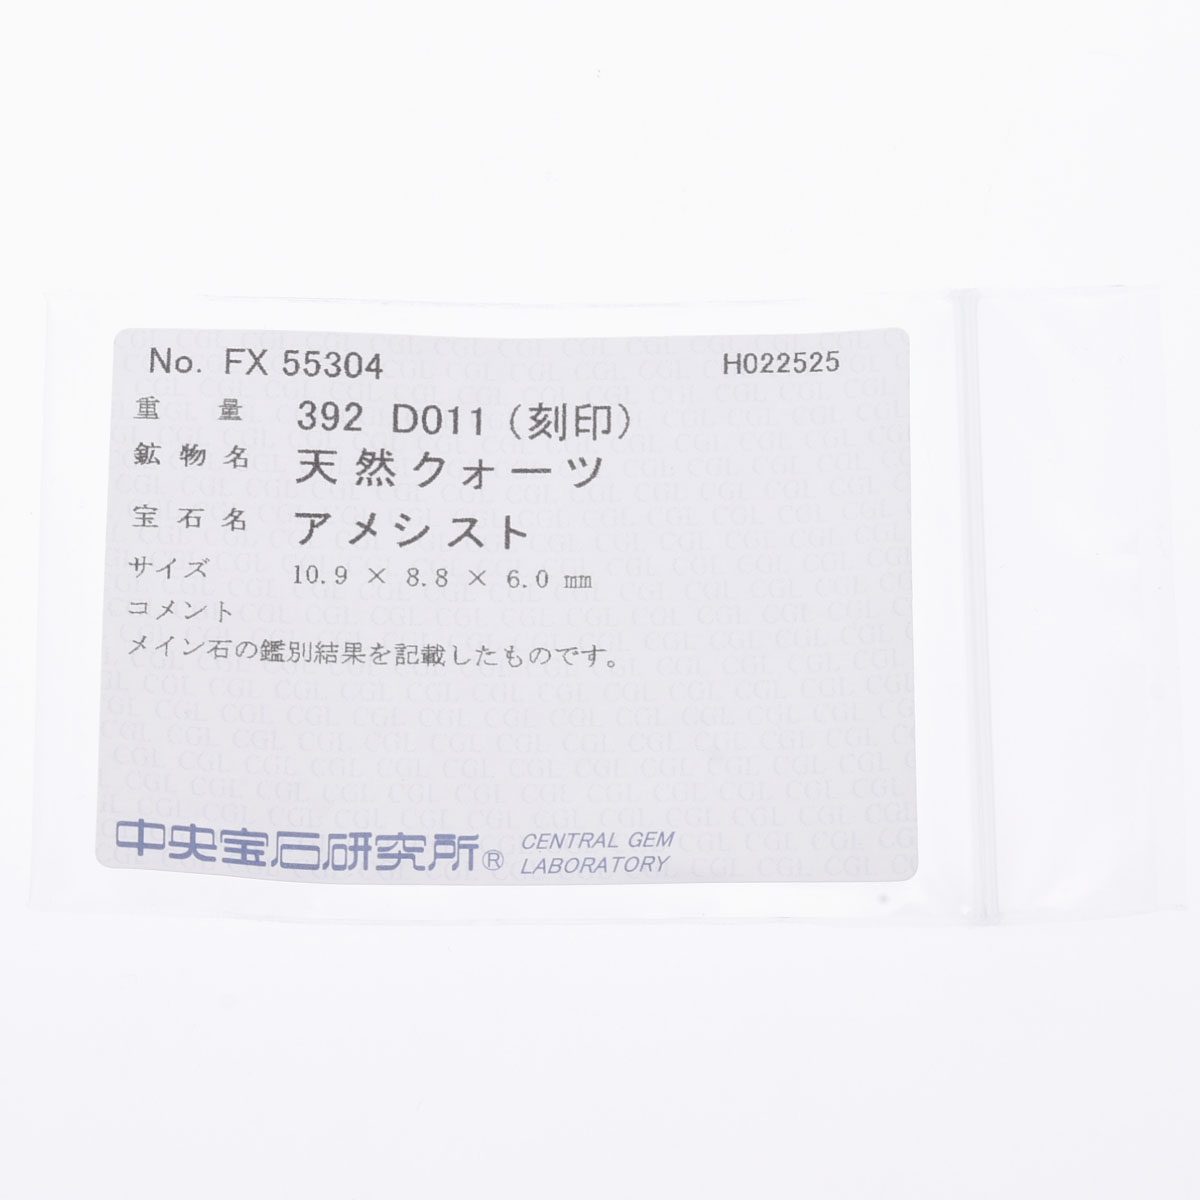 No. FX 55304 H022525
重量 392 D011 (刻印)
鉱物名 天然クォーツ
宝石名 アメシスト
サイズ 10.9 × 8.8 × 6.0 mm
コメント
メイン石の鑑別結果を記載したものです。
中央宝石研究所® CENTRAL GEM
LABORATORY